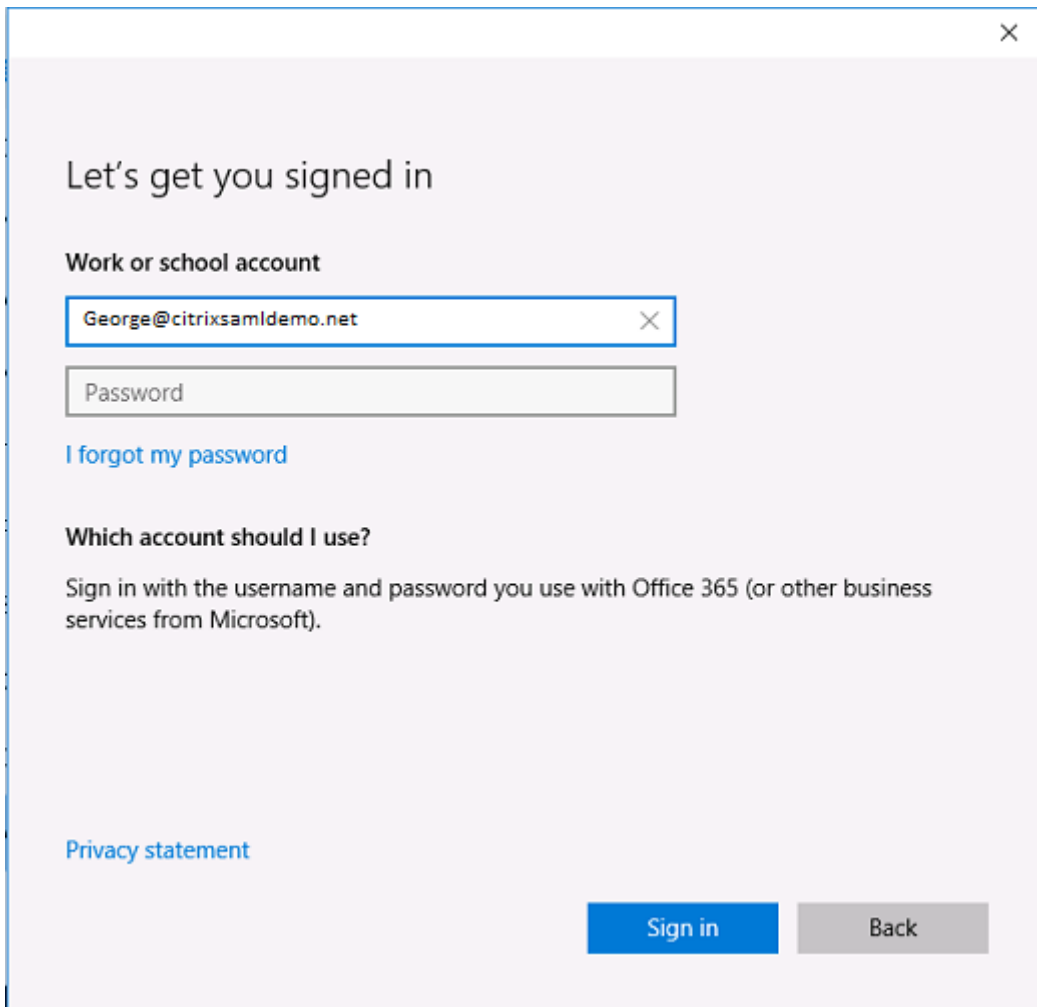 Let's get you signed in
Work or school account
George@citrixsamldemo.net
Password
I forgot my password
Which account should I use?
Sign in with the username and password you use with Office 365 (or other business
services from Microsoft).
Privacy statement
Sign in
Back